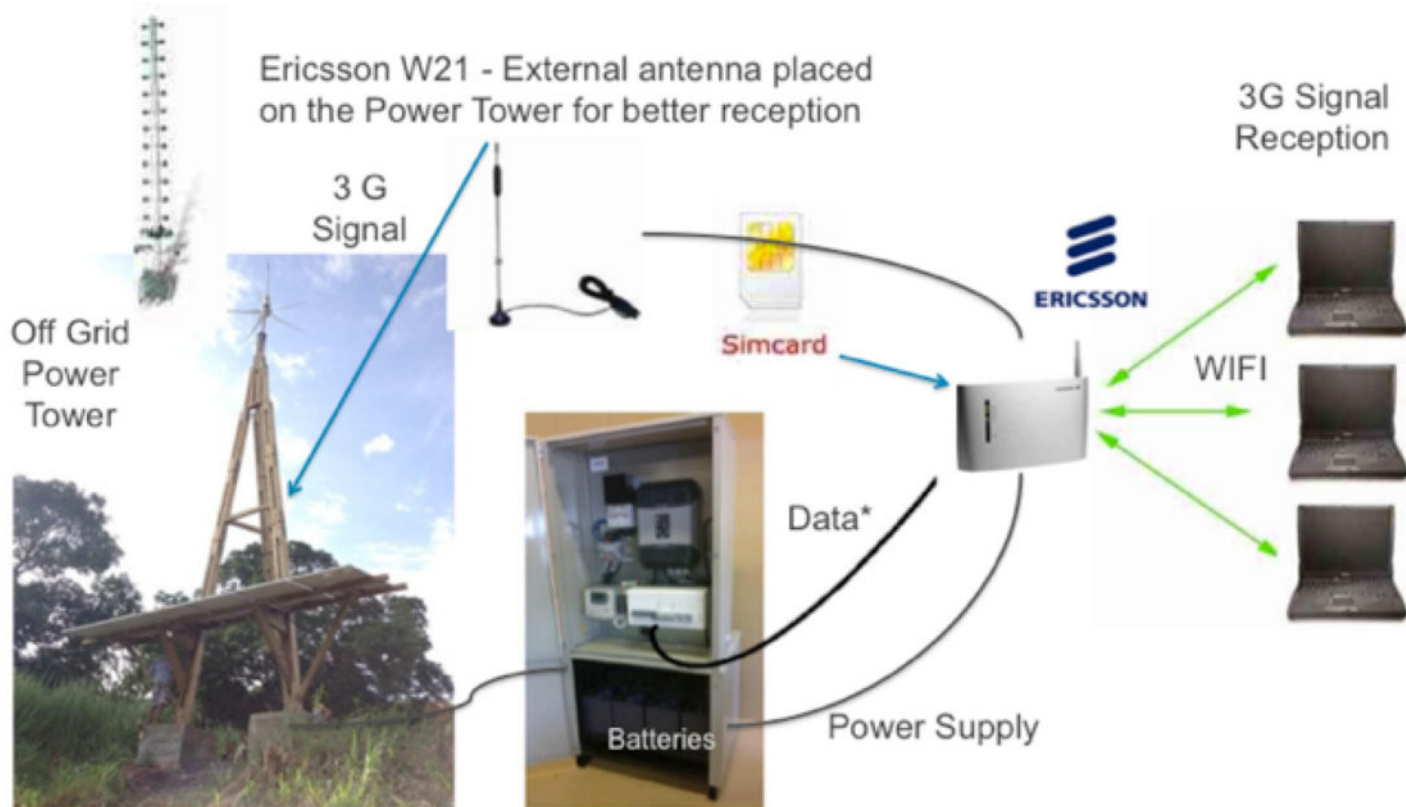 Ericsson W21 - External antenna placed
on the Power Tower for better reception
3G Signal
Reception
3 G
Signal
ERICSSON
Off Grid
Power
Tower
Simcard
WIFI
Data*
Power Supply
Batteries